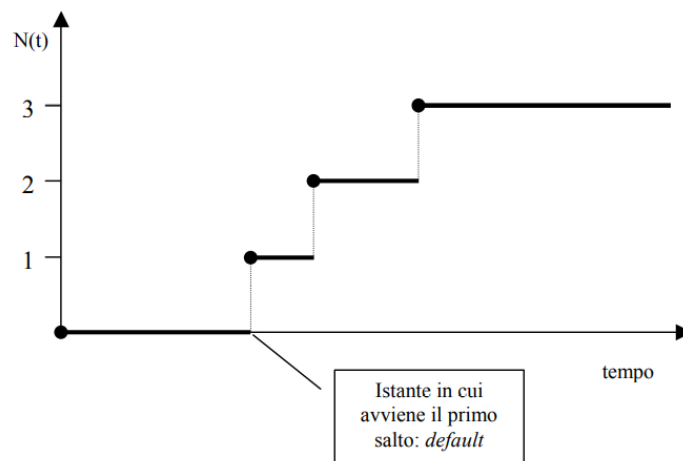 N(t)
3
2
1
tempo
Istante in cui
avviene il primo
salto: default